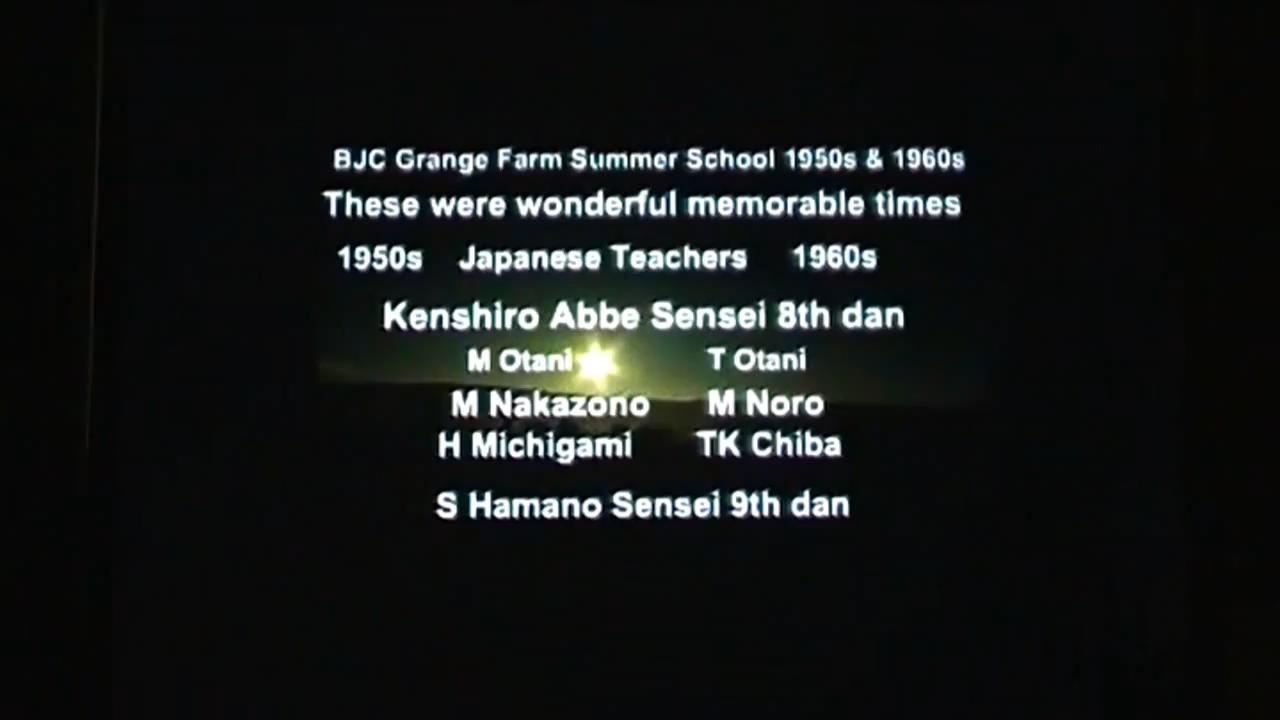 BJC Grange Farm Summer School 1950s & 1960s
These were wonderful memorable times
1950s Japanese Teachers 1960s
Kenshiro Abbe Sensei 8th dan
M Otani T Otani
M Nakazono M Noro
H Michigami TK Chiba
S Hamano Sensei 9th dan